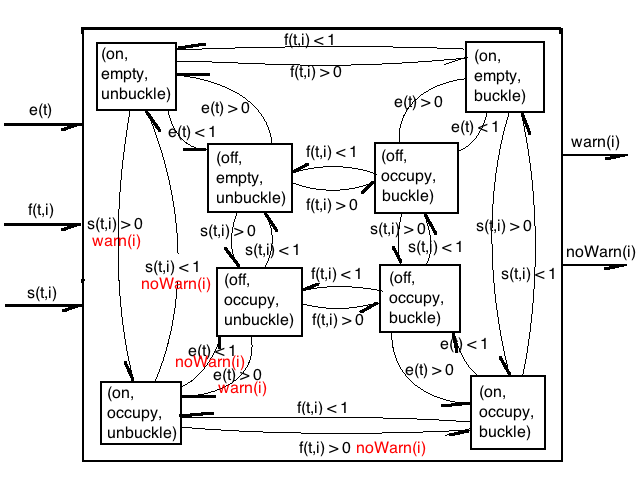 f(t,i) < 1
(on,
empty,
unbuckle)
(on,
empty,
buckle)
f(t,i) > 0
e(t)
e(t) > 0
e(t) > 0
e(t) < 1
e(t) < 1
warn(i)
(off,
empty,
unbuckle)
f(t,i) < 1
(off,
occupy,
buckle)
f(t,i) > 0
f(t,i)
s(t,i) > 0
warn(i)
s(t,i) > 0
s(t,i) < 1
s(t,i) > 0
s(t,i) < 1
s(t,i) > 0
noWarn(i)
s(t,i) < 1
noWarn(i)
s(t,i) < 1
s(t,i)
(off,
occupy,
unbuckle)
f(t,i) < 1
f(t,i) > 0
(off,
occupy,
buckle)
e(t) < 1
noWarn(i)
e(t) > 0
warn(i)
e(t) < 1
e(t) > 0
(on,
occupy,
unbuckle)
f(t,i) < 1
(on,
occupy,
buckle)
f(t,i) > 0 noWarn(i)